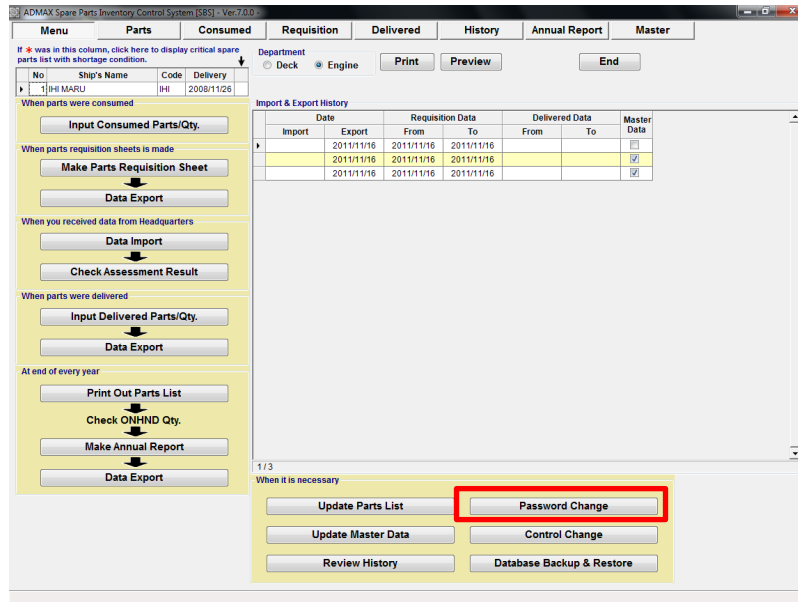 ADMAX Spare Parts Inventory Control System [SBS] - Ver.7.0.0 -
Menu Parts Consumed Requisition Delivered History Annual Report Master
If * was in this column, click here to display critical spare
parts list with shortage condition.
No Ship's Name Code Delivery
1 IHI MARU IHI 2008/11/26
Department
Deck Engine Print Preview End
When parts were consumed
Input Consumed Parts/Qty.
When parts requisition sheets is made
Make Parts Requisition Sheet
Data Export
When you received data from Headquarters
Data Import
Check Assessment Result
When parts were delivered
Input Delivered Parts/Qty.
Data Export
At end of every year
Print Out Parts List
Check ONHND Qty.
Make Annual Report
Data Export
Import & Export History
Date Requisition Data Delivered Data Master
Import Export From To From To Data
2011/11/16 2011/11/16 2011/11/16
2011/11/16 2011/11/16 2011/11/16
2011/11/16 2011/11/16 2011/11/16
1 / 3
When it is necessary
Update Parts List Password Change
Update Master Data Control Change
Review History Database Backup & Restore